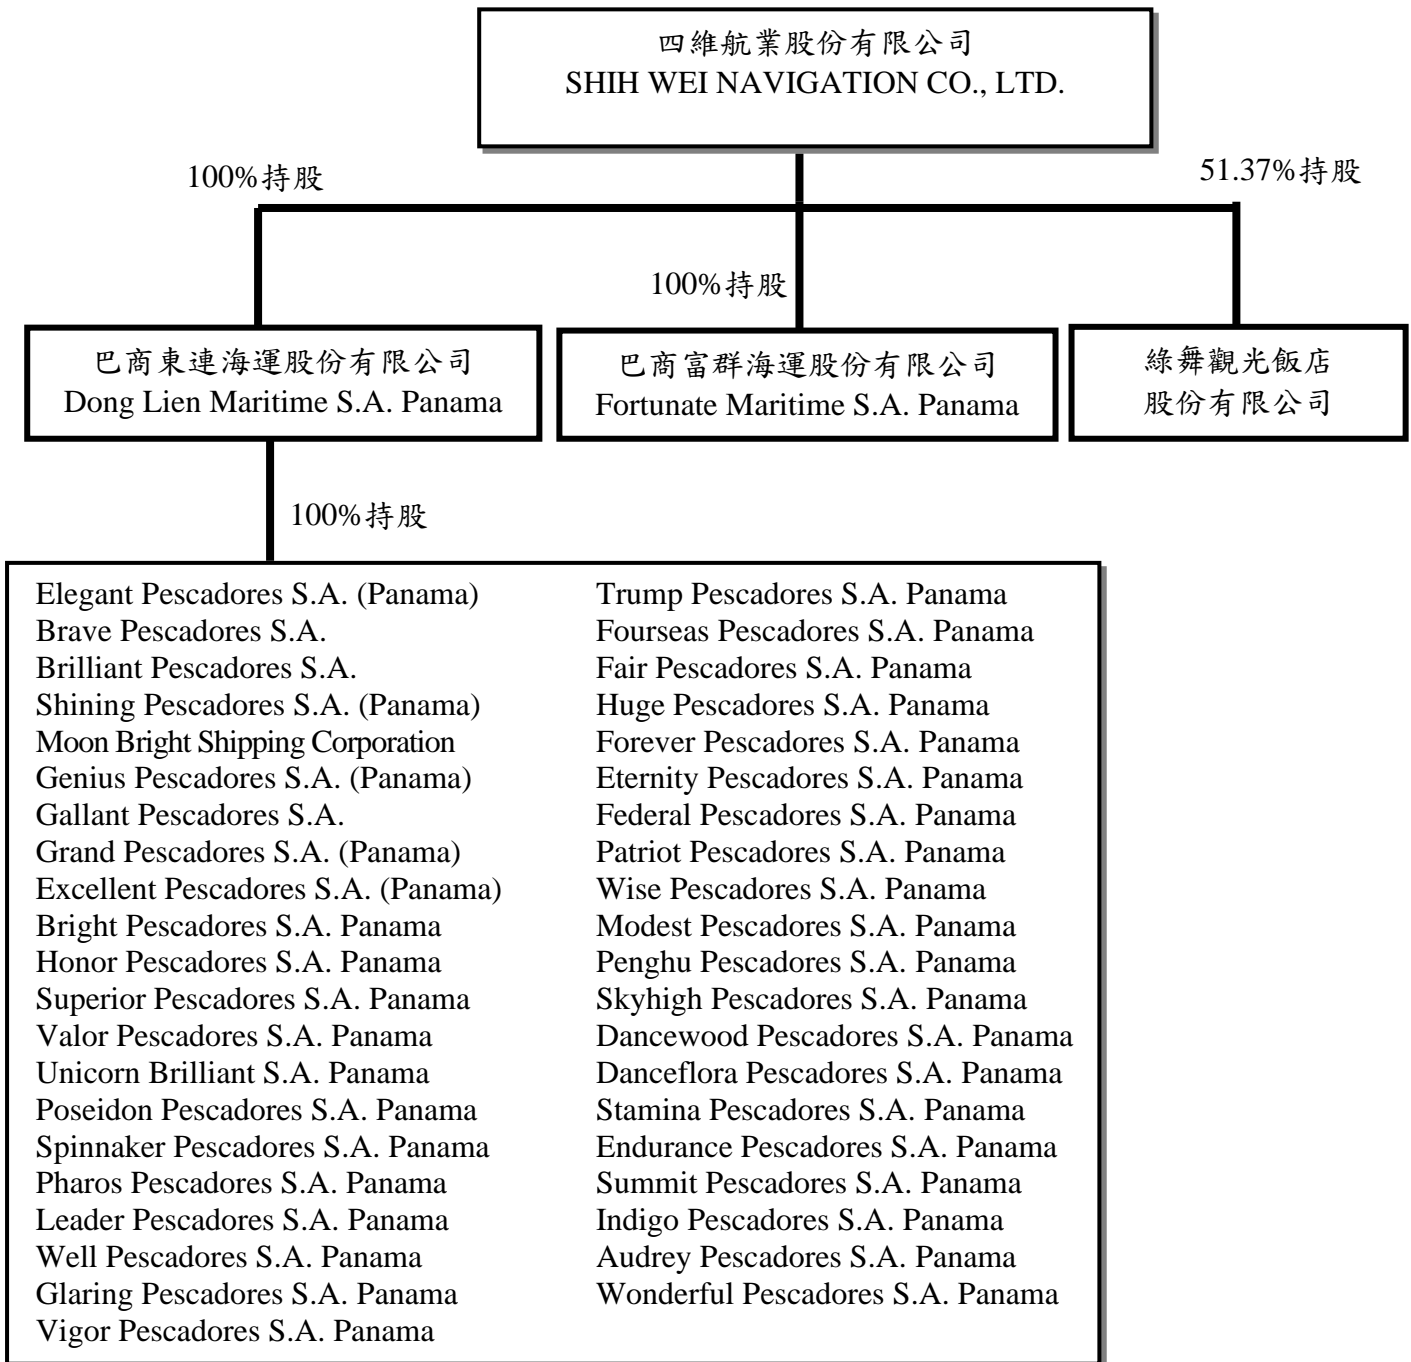 四維航業股份有限公司
SHIH WEI NAVIGATION CO., LTD.
100%持股
51.37%持股
100%持股
巴商東連海運股份有限公司
Dong Lien Maritime S.A. Panama
巴商富群海運股份有限公司
Fortunate Maritime S.A. Panama
綠舞觀光飯店
股份有限公司
100%持股
Elegant Pescadores S.A. (Panama)
Brave Pescadores S.A.
Brilliant Pescadores S.A.
Shining Pescadores S.A. (Panama)
Moon Bright Shipping Corporation
Genius Pescadores S.A. (Panama)
Gallant Pescadores S.A.
Grand Pescadores S.A. (Panama)
Excellent Pescadores S.A. (Panama)
Bright Pescadores S.A. Panama
Honor Pescadores S.A. Panama
Superior Pescadores S.A. Panama
Valor Pescadores S.A. Panama
Unicorn Brilliant S.A. Panama
Poseidon Pescadores S.A. Panama
Spinnaker Pescadores S.A. Panama
Pharos Pescadores S.A. Panama
Leader Pescadores S.A. Panama
Well Pescadores S.A. Panama
Glaring Pescadores S.A. Panama
Vigor Pescadores S.A. Panama
Trump Pescadores S.A. Panama
Fourseas Pescadores S.A. Panama
Fair Pescadores S.A. Panama
Huge Pescadores S.A. Panama
Forever Pescadores S.A. Panama
Eternity Pescadores S.A. Panama
Federal Pescadores S.A. Panama
Patriot Pescadores S.A. Panama
Wise Pescadores S.A. Panama
Modest Pescadores S.A. Panama
Penghu Pescadores S.A. Panama
Skyhigh Pescadores S.A. Panama
Dancewood Pescadores S.A. Panama
Danceflora Pescadores S.A. Panama
Stamina Pescadores S.A. Panama
Endurance Pescadores S.A. Panama
Summit Pescadores S.A. Panama
Indigo Pescadores S.A. Panama
Audrey Pescadores S.A. Panama
Wonderful Pescadores S.A. Panama